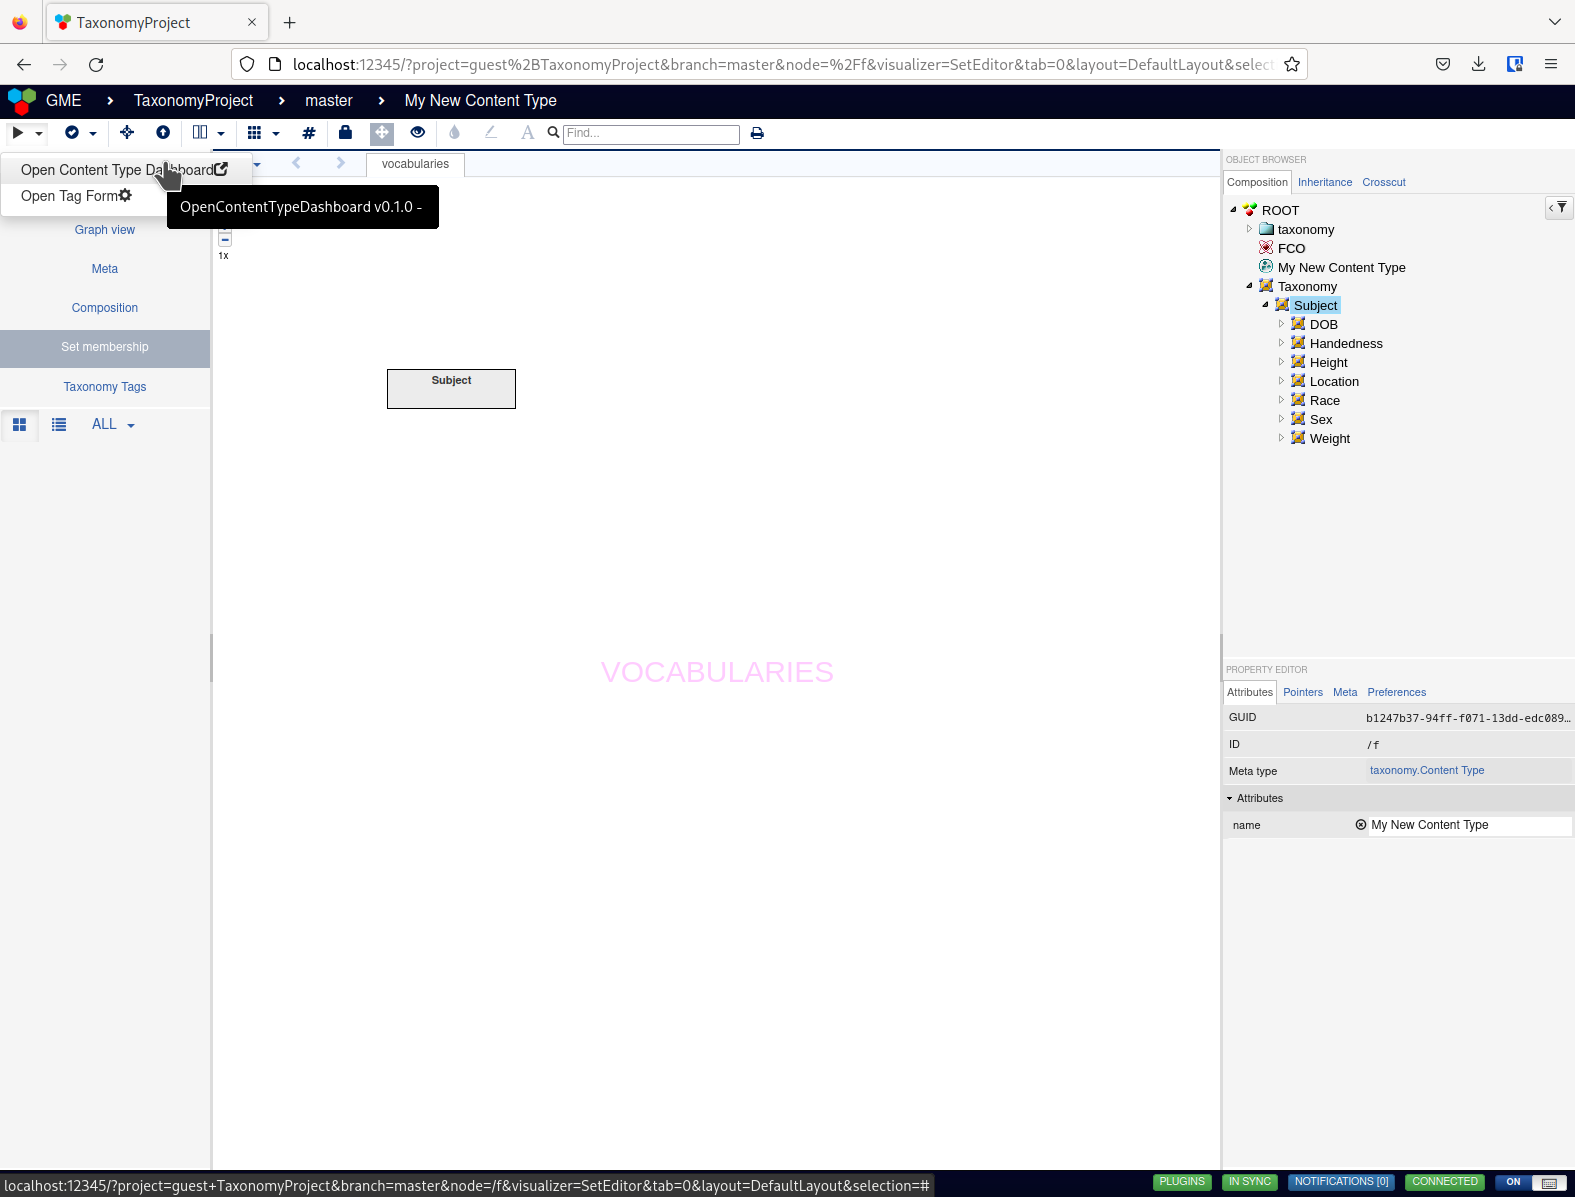 TaxonomyProject
localhost:12345/?project=guest%2BTaxonomyProject&branch=master&node=%2Ff&visualizer=SetEditor&tab=0&layout=DefaultLayout&select
GME > TaxonomyProject > master > My New Content Type
Find...
Open Content Type Dashboard
Open Tag Form
OpenContentTypeDashboard v0.1.0 -
Graph view
Meta
Composition
Set membership
Taxonomy Tags
ALL
vocabularies
1x
Subject
VOCABULARIES
OBJECT BROWSER
Composition Inheritance Crosscut
ROOT
taxonomy
FCO
My New Content Type
Taxonomy
Subject
DOB
Handedness
Height
Location
Race
Sex
Weight
PROPERTY EDITOR
Attributes Pointers Meta Preferences
GUID b1247b37-94ff-f071-13dd-edc089…
ID /f
Meta type taxonomy.Content Type
Attributes
name My New Content Type
localhost:12345/?project=guest+TaxonomyProject&branch=master&node=/f&visualizer=SetEditor&tab=0&layout=DefaultLayout&selection=#
PLUGINS IN SYNC NOTIFICATIONS [0] CONNECTED ON